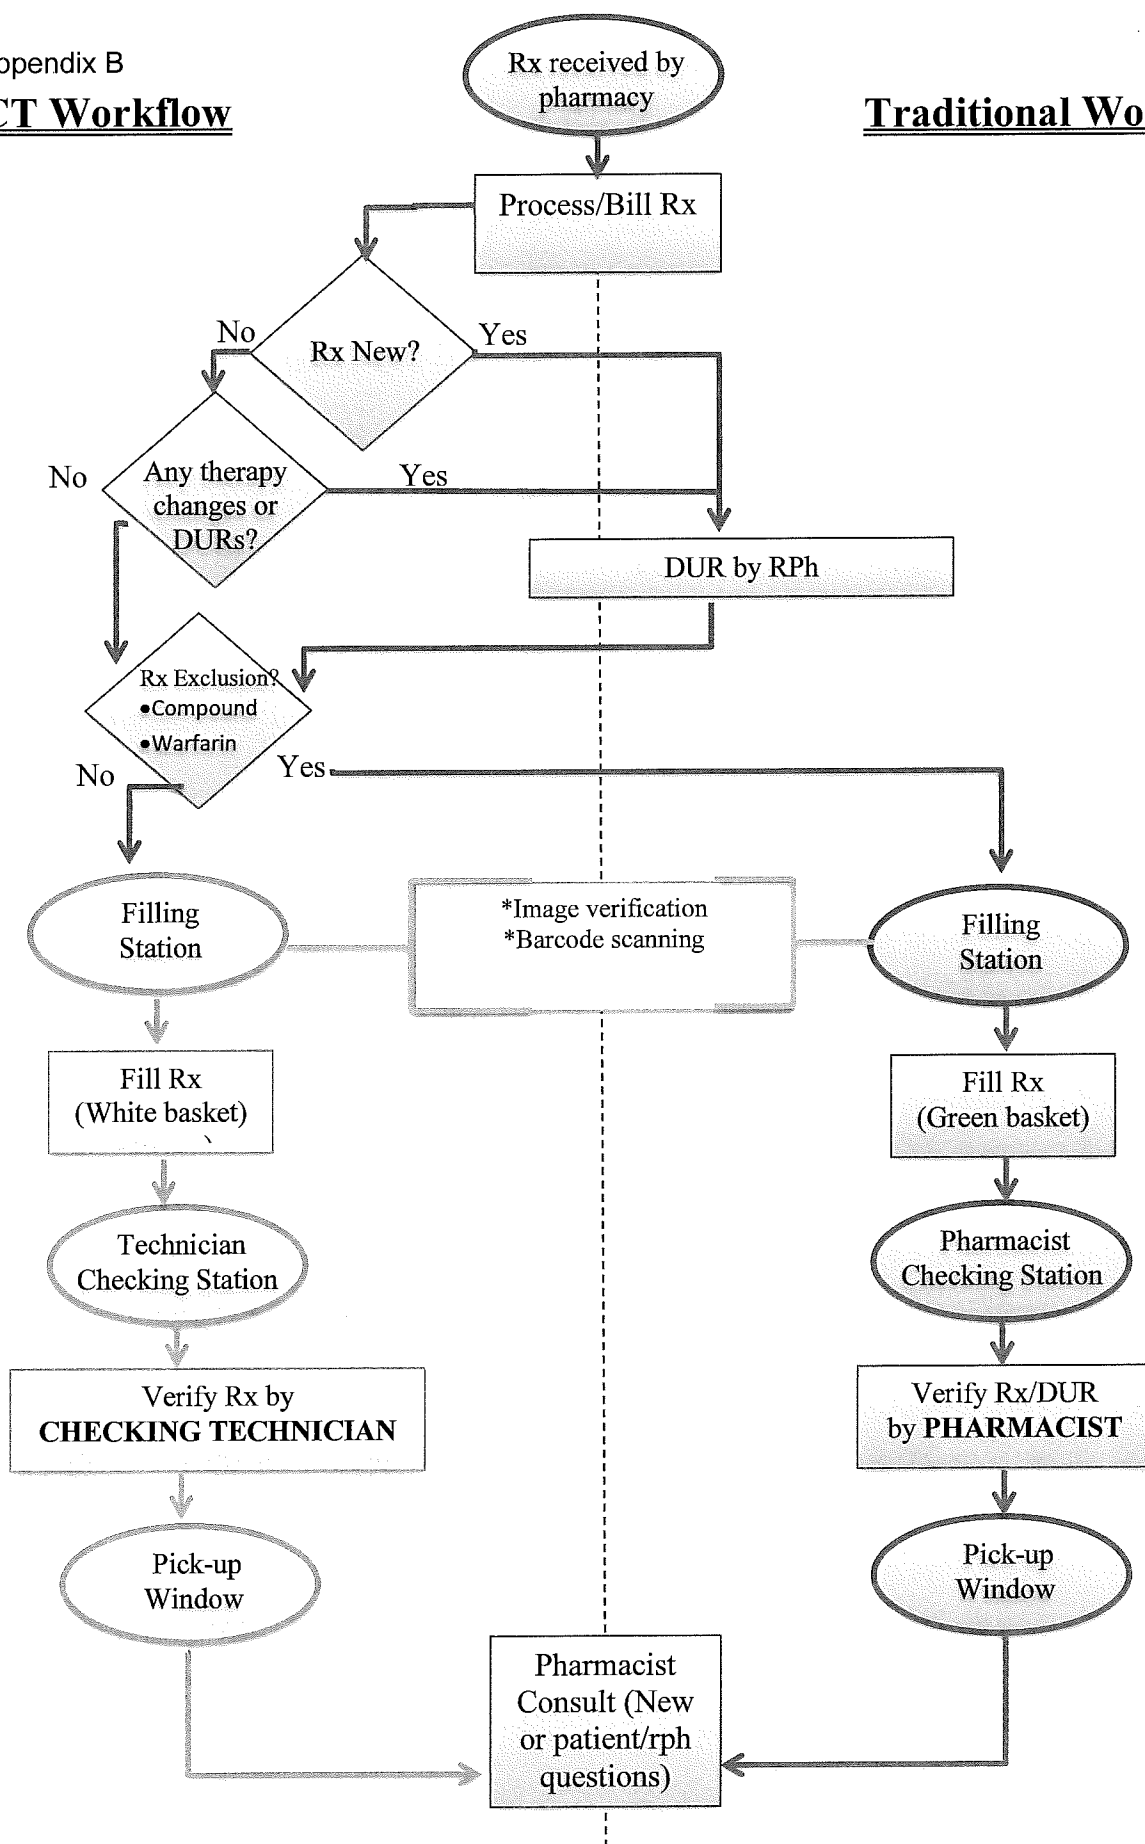 ppendix B
CT Workflow
Traditional Wo
Rx received by
pharmacy
Process/Bill Rx
Rx New?
No
Yes
Any therapy
changes or
DURs?
No
Yes
DUR by RPh
Rx Exclusion?
•Compound
•Warfarin
No
Yes
Filling
Station
*Image verification
*Barcode scanning
Filling
Station
Fill Rx
(White basket)
Fill Rx
(Green basket)
Technician
Checking Station
Pharmacist
Checking Station
Verify Rx by
CHECKING TECHNICIAN
Verify Rx/DUR
by PHARMACIST
Pick-up
Window
Pick-up
Window
Pharmacist
Consult (New
or patient/rph
questions)